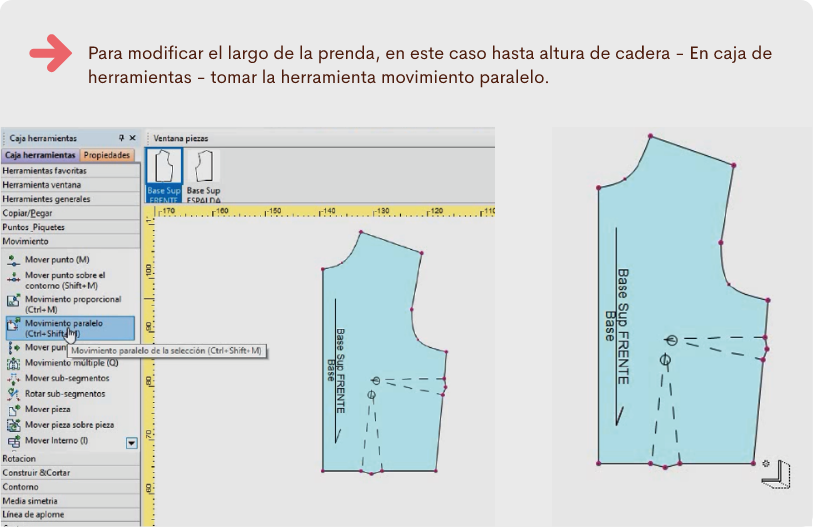 Para modificar el largo de la prenda, en este caso hasta altura de cadera - En caja de
herramientas - tomar la herramienta movimiento paralelo.
Caja herramientas
Ventana piezas
Caja herramientas
Propiedades
Herramientas favoritas
Herramienta ventana
Herramientas generales
Copiar/Pegar
Puntos_Piquetes
Movimiento
Mover punto (M)
Mover punto sobre el
contorno (Shift+M)
Movimiento proporcional
(Ctrl+M)
Movimiento paralelo
(Ctrl+Shift+M)
Movimiento paralelo de la selección (Ctrl+Shift+M)
Mover
Movimiento múltiple (Q)
Mover sub-segmentos
Rotar sub-segmentos
Mover pieza
Mover pieza sobre pieza
Mover Interno (I)
Rotacion
Construir &Cortar
Contorno
Media simetria
Línea de aplome
Base Sup
FRENTE
Base Sup
ESPALDA
-170
-160
-150
-140
-130
-120
-110
100
90
80
70
60
Base Sup FRENTE
Base
Base Sup FRENTE
Base